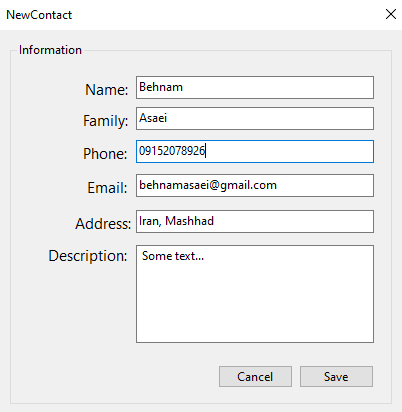 NewContact
Information
Name: Behnam
Family: Asaei
Phone: 09152078926
Email: behnamasaei@gmail.com
Address: Iran, Mashhad
Description: Some text...
Cancel Save